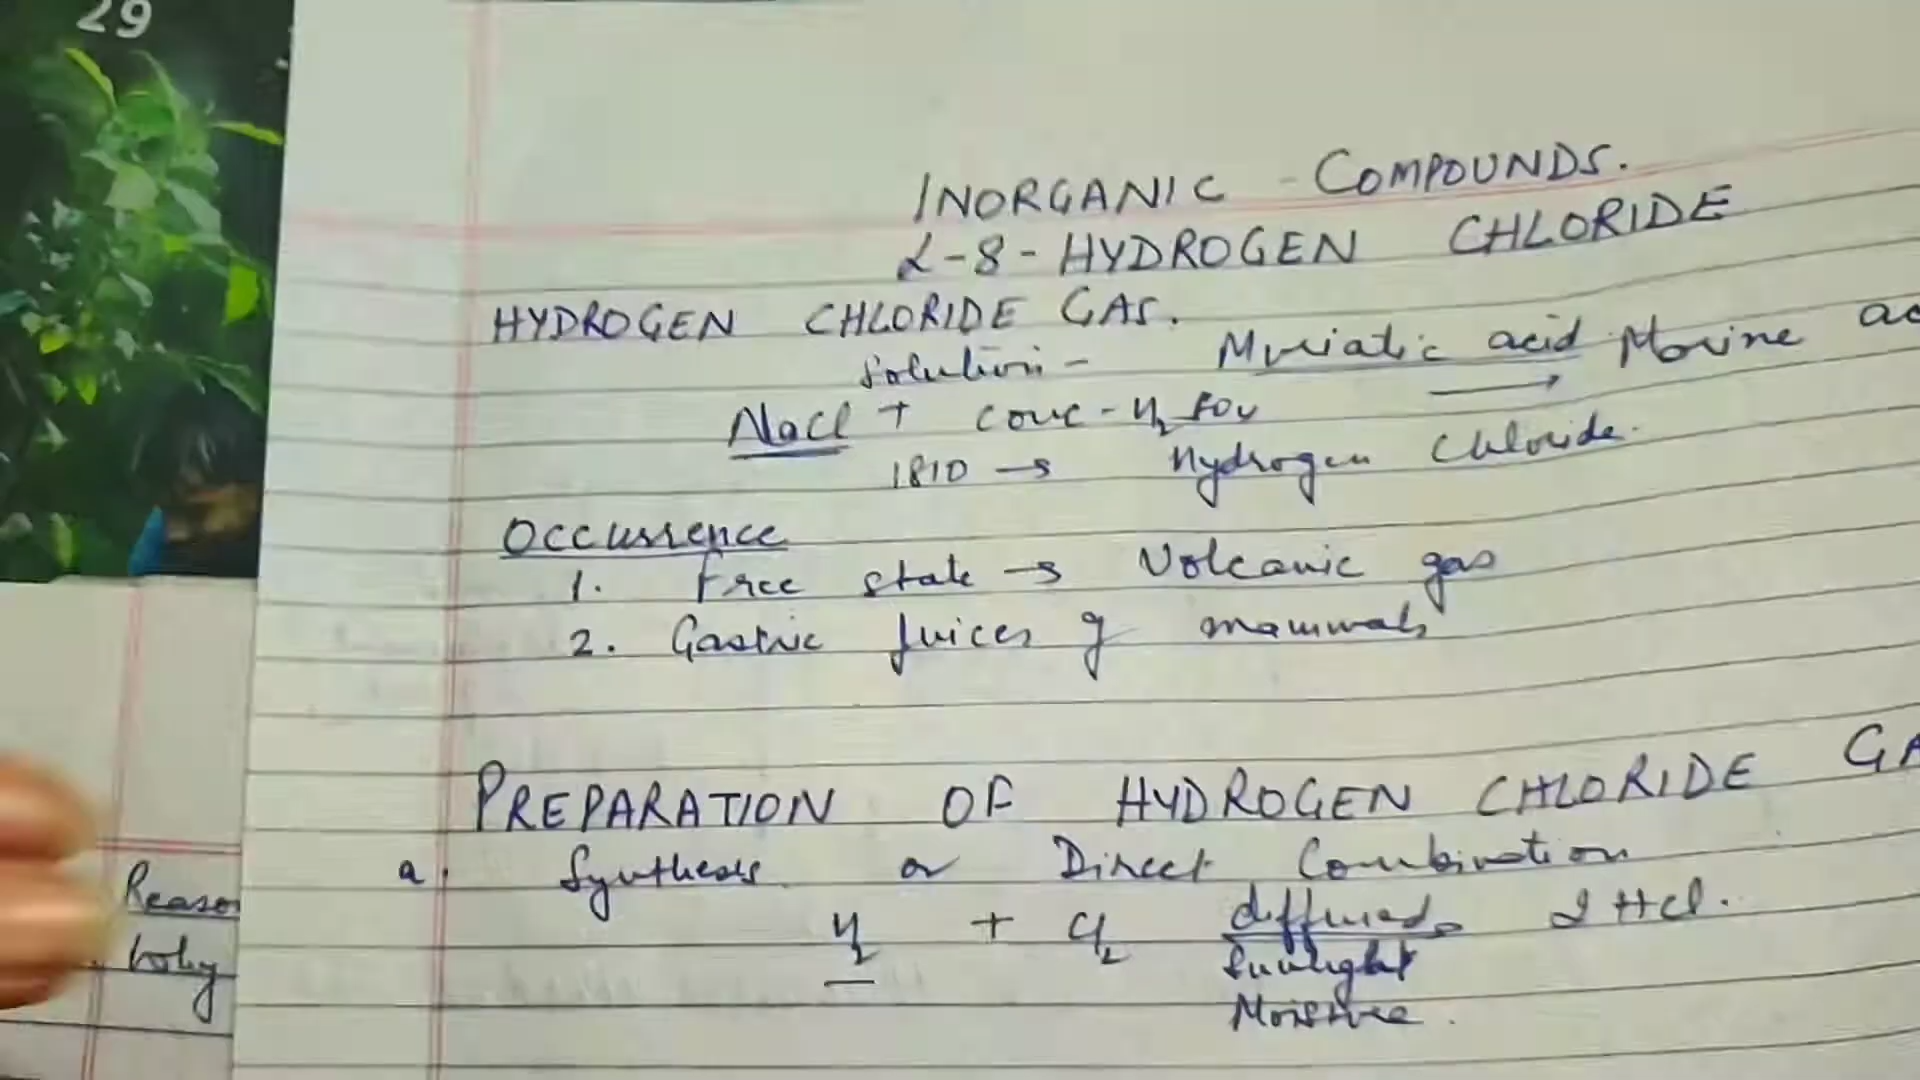 29
INORGANIC - COMPOUNDS.
L-8-HYDROGEN CHLORIDE
HYDROGEN CHLORIDE GAS.
Solution - Muriatic acid Marine ac
NaCl + conc - H2SO4 →
1810 → Hydrogen Chloride.
Occurrence
1. Free state → Volcanic gas
2. Gastric Juices of mammals
PREPARATION OF HYDROGEN CHLORIDE GA
a. Synthesis or Direct Combination
H2 + Cl2 diffused 2 HCl.
Sunlight
Moisture.
Reaso